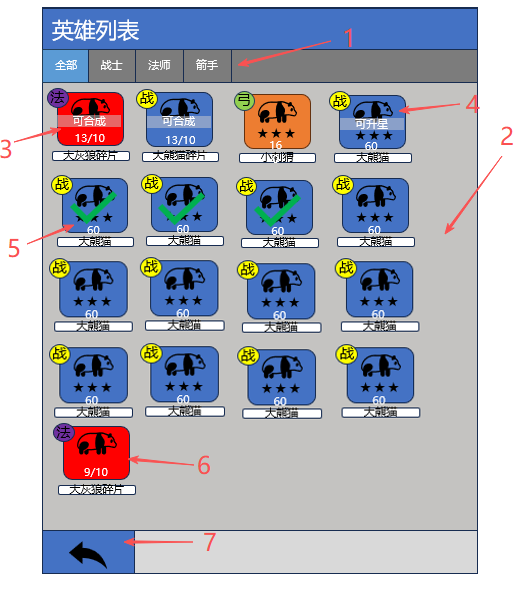 英雄列表
1
全部 战士 法师 箭手
法 战 弓 战 4
可合成 可合成 可升星
13/10 13/10 16 60
3 大灰狼碎片 大熊猫碎片 小刺猬 大熊猫 2
战 战 战 战
5 60 60 60 60
大熊猫 大熊猫 大熊猫 大熊猫
战 战 战 战
60 60 60 60
大熊猫 大熊猫 大熊猫 大熊猫
战 战 战 战
60 60 60 60
大熊猫 大熊猫 大熊猫 大熊猫
法
9/10 6
大灰狼碎片
7